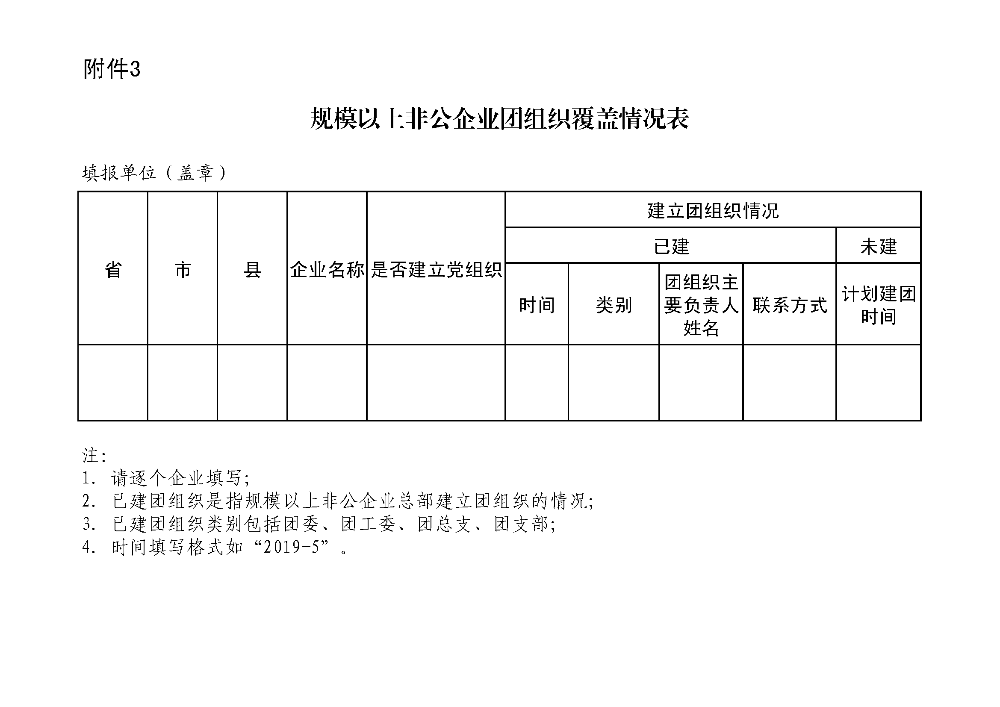 附件3
规模以上非公企业团组织覆盖情况表
填报单位（盖章）
省
市
县
企业名称
是否建立党组织
建立团组织情况
已建
未建
时间
类别
团组织主
要负责人
姓名
联系方式
计划建团
时间
注：
1. 请逐个企业填写；
2. 已建团组织是指规模以上非公企业总部建立团组织的情况；
3. 已建团组织类别包括团委、团工委、团总支、团支部；
4. 时间填写格式如“2019-5”。